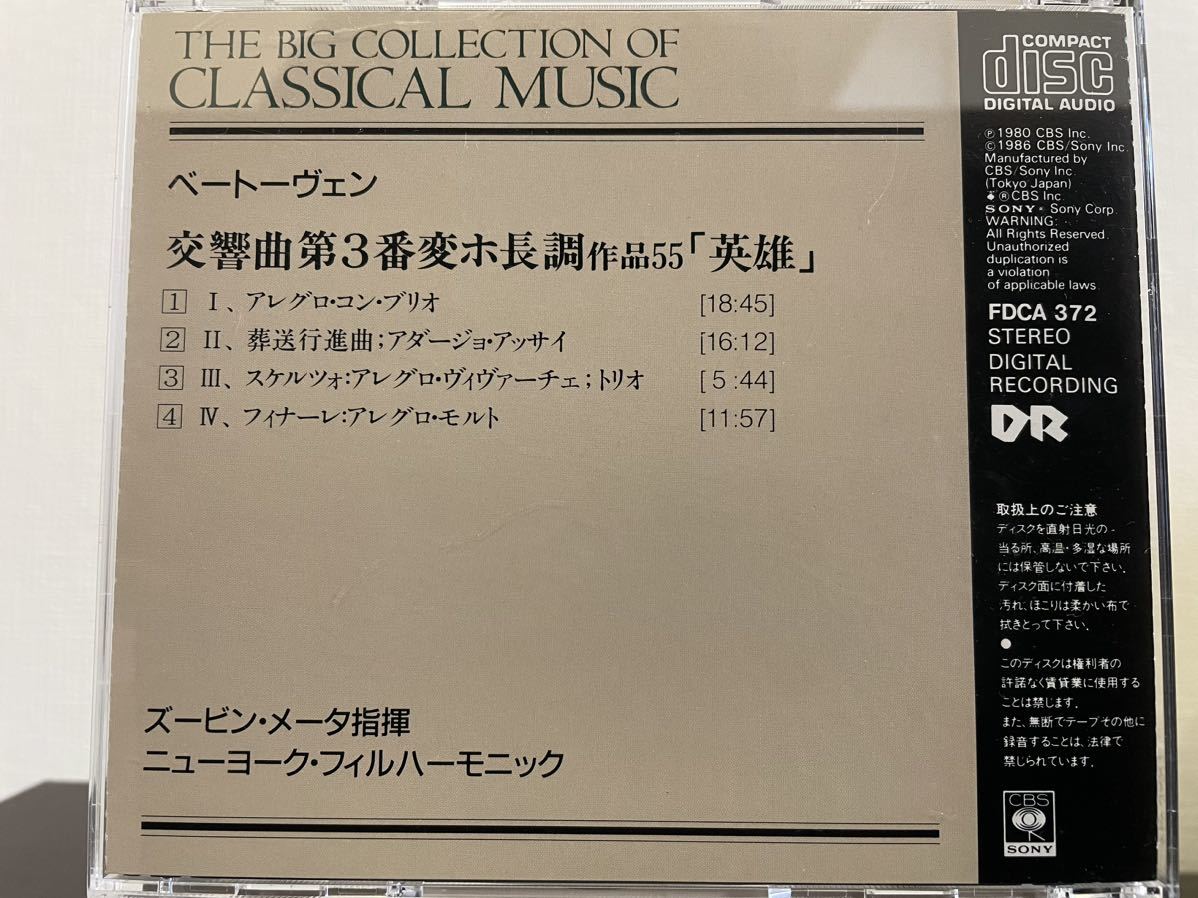 THE BIG COLLECTION OF
CLASSICAL MUSIC
ベートーヴェン
交響曲第3番変ホ長調作品55「英雄」
1 Ⅰ、アレグロ・コン・ブリオ [18:45]
2 Ⅱ、葬送行進曲;アダージョ・アッサイ [16:12]
3 Ⅲ、スケルツォ:アレグロ・ヴィヴァーチェ;トリオ [5:44]
4 Ⅳ、フィナーレ:アレグロ・モルト [11:57]
ズービン・メータ指揮
ニューヨーク・フィルハーモニック
COMPACT
disc
DIGITAL AUDIO
℗1980 CBS Inc.
©1986 CBS/Sony Inc.
Manufactured by
CBS/Sony Inc.
(Tokyo Japan)
®CBS Inc.
SONY® Sony Corp.
WARNING:
All Rights Reserved.
Unauthorized
duplication is
a violation
of applicable laws.
FDCA 372
STEREO
DIGITAL
RECORDING
DR
取扱上のご注意
ディスクを直射日光の
当る所、高温・多湿な場所
には保管しないで下さい。
ディスク面に付着した
汚れ、ほこりは柔かい布で
拭きとって下さい。
●
このディスクは権利者の
許諾なく賃貸業に使用する
ことは禁じます。
また、無断でテープその他に
録音することは、法律で
禁じられています。
CBS
SONY